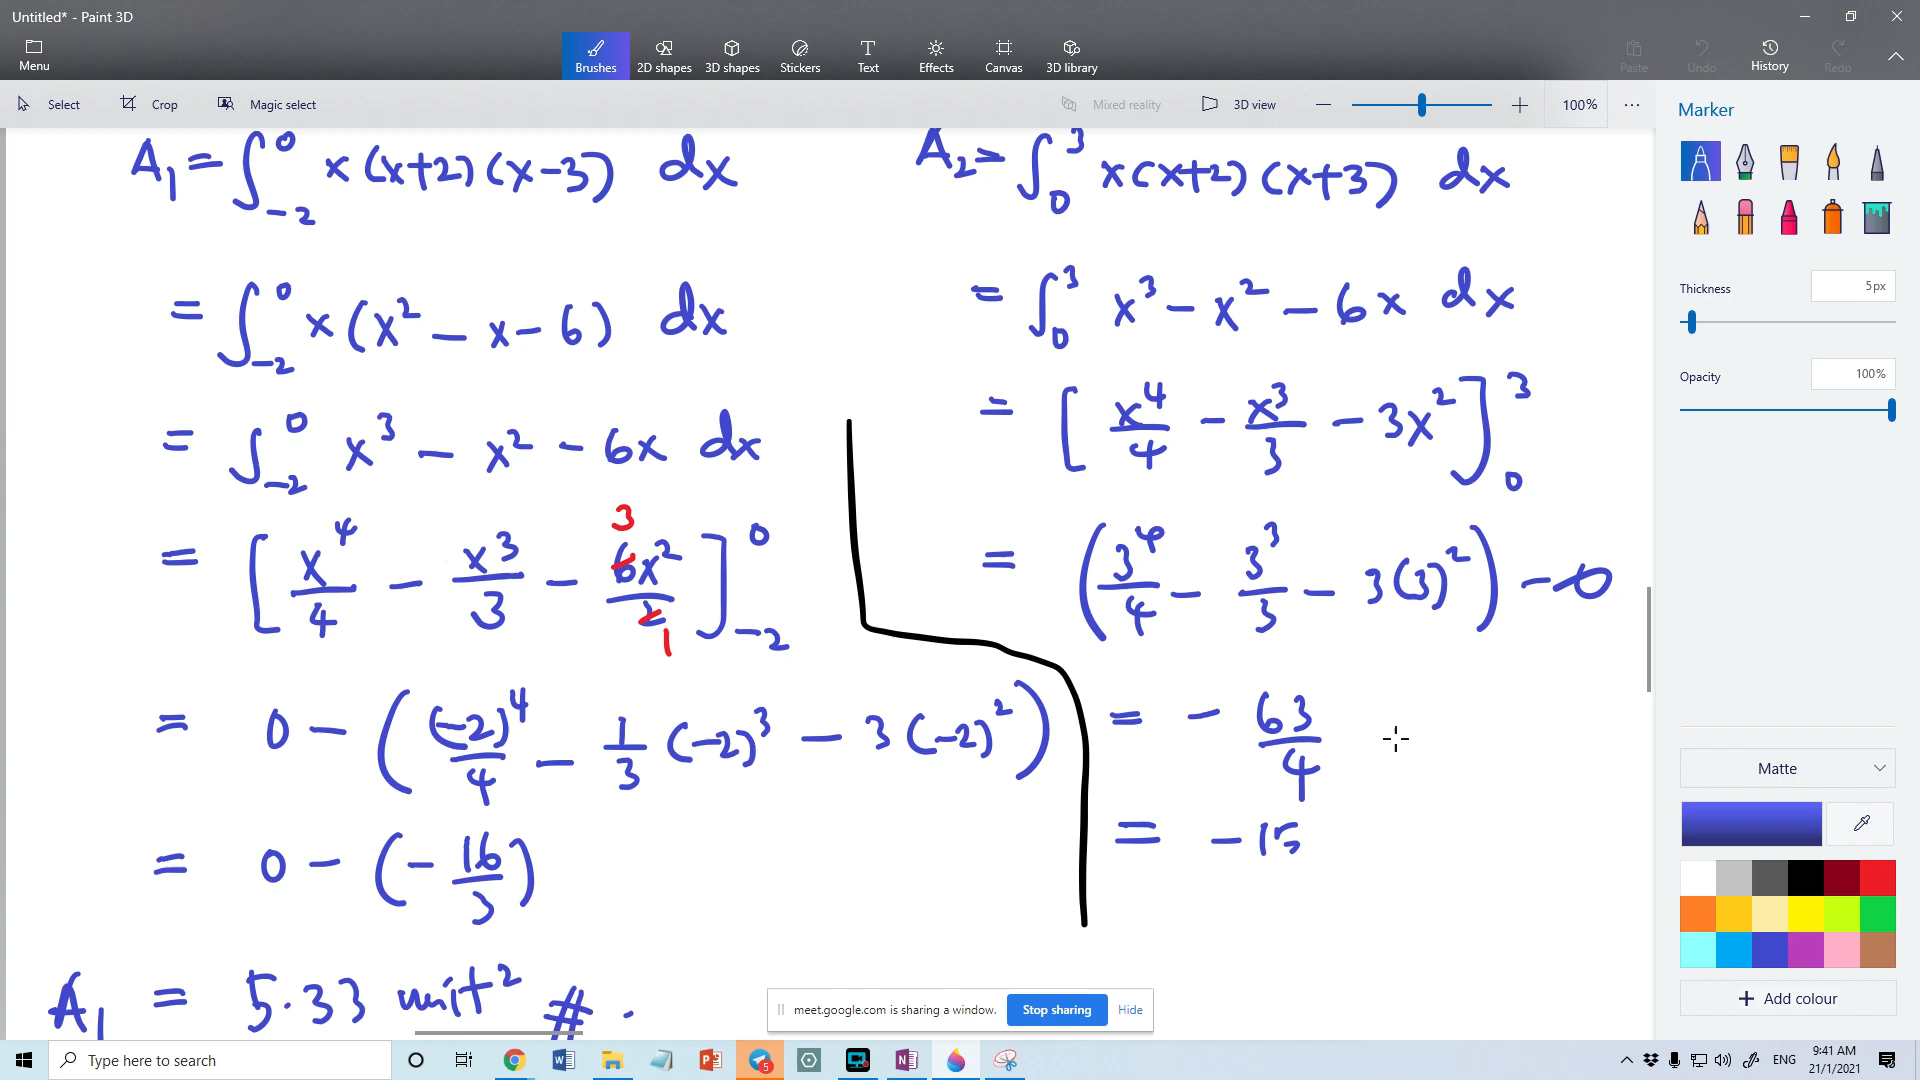 Untitled* - Paint 3D
Menu
Brushes 2D shapes 3D shapes Stickers Text Effects Canvas 3D library
Paste Undo History Redo
Select Crop Magic select
Mixed reality 3D view 100% ...
A₁ = ∫₋₂⁰ x(x+2)(x-3) dx
= ∫₋₂⁰ x(x² - x - 6) dx
= ∫₋₂⁰ x³ - x² - 6x dx
3
= [x⁴/4 - x³/3 - 6x²/2]₋₂⁰
1
= 0 - ((-2)⁴/4 - 1/3 (-2)³ - 3(-2)²)
= 0 - (-16/3)
A₁ = 5.33 unit² #.
A₂ = ∫₀³ x(x+2)(x+3) dx
= ∫₀³ x³ - x² - 6x dx
= [x⁴/4 - x³/3 - 3x²]₀³
= (3⁴/4 - 3³/3 - 3(3)²) - 0
= - 63/4
= -15
Marker
Thickness 5px
Opacity 100%
Matte
+ Add colour
meet.google.com is sharing a window. Stop sharing Hide
Type here to search
5
ENG
9:41 AM
21/1/2021